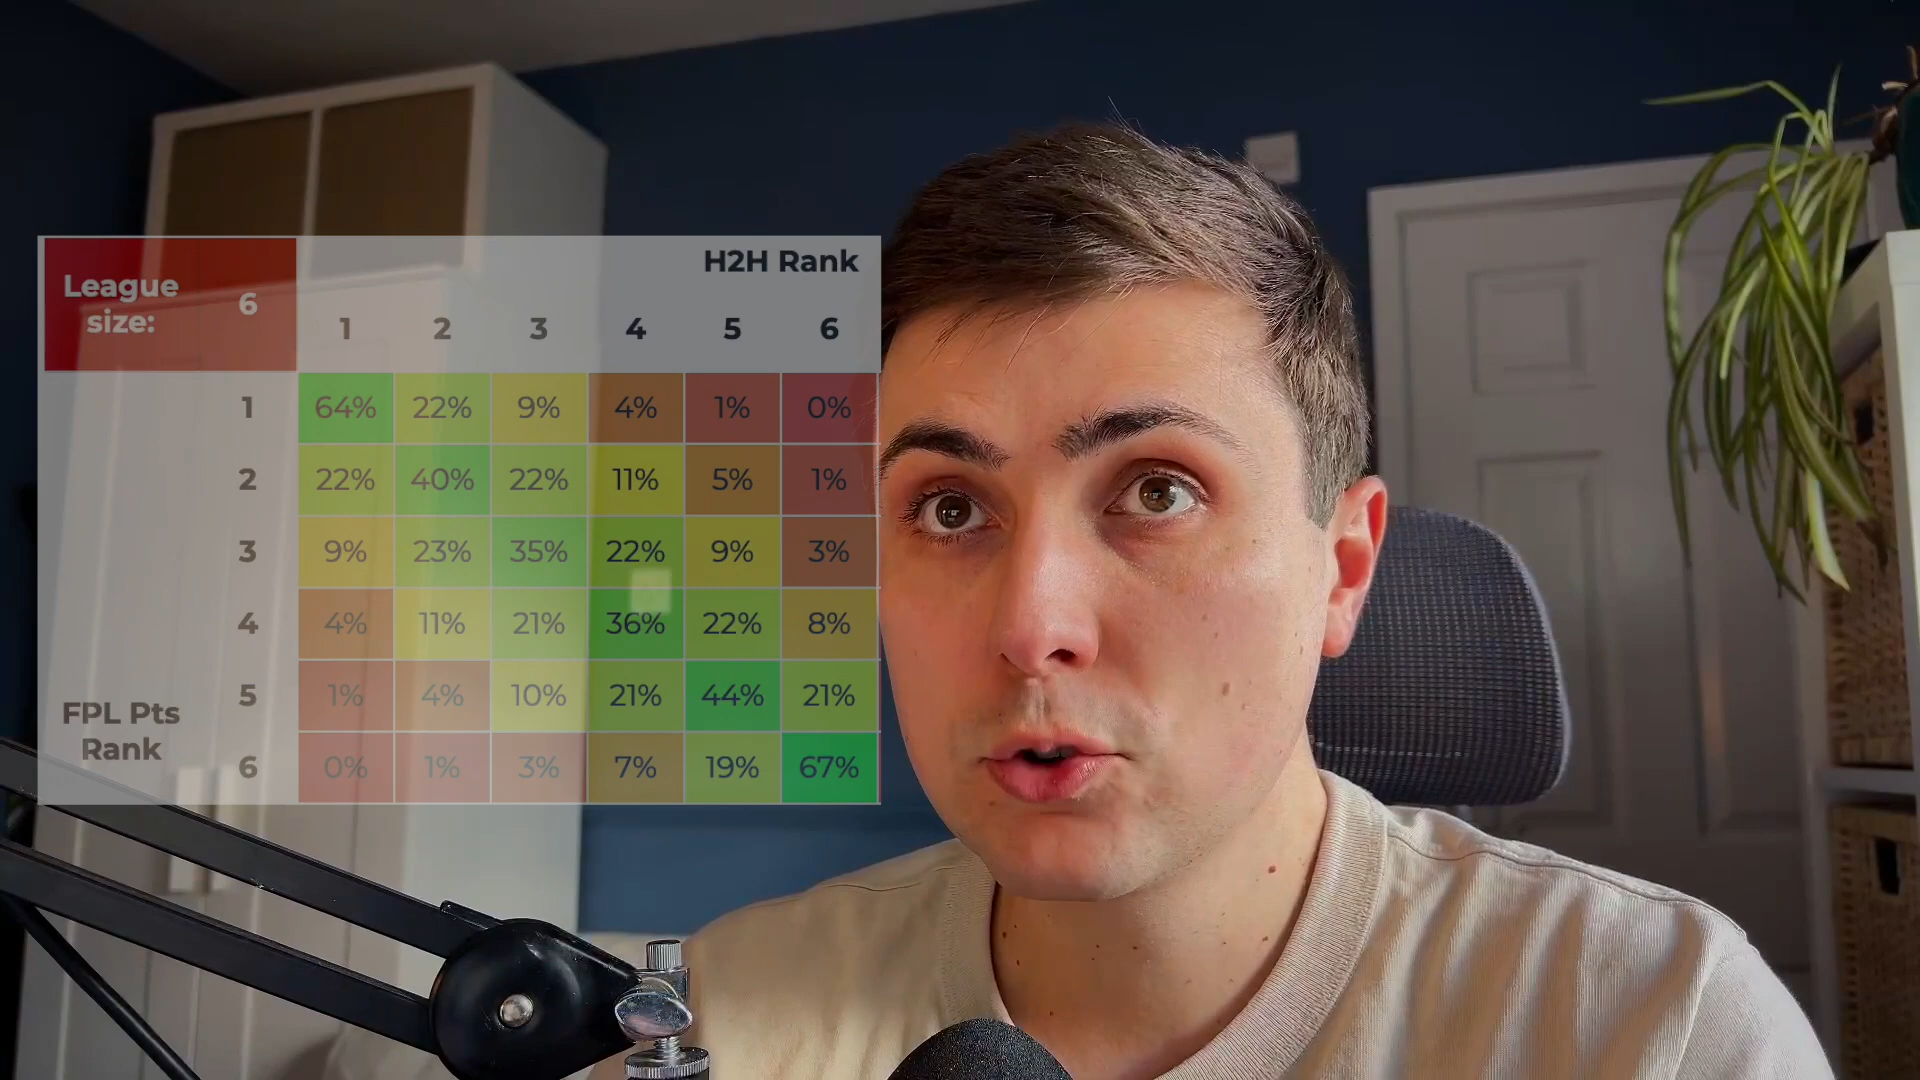 H2H Rank
League
size:
6
1 2 3 4 5 6
1 64% 22% 9% 4% 1% 0%
2 22% 40% 22% 11% 5% 1%
3 9% 23% 35% 22% 9% 3%
4 4% 11% 21% 36% 22% 8%
5 1% 4% 10% 21% 44% 21%
FPL Pts
Rank
6 0% 1% 3% 7% 19% 67%